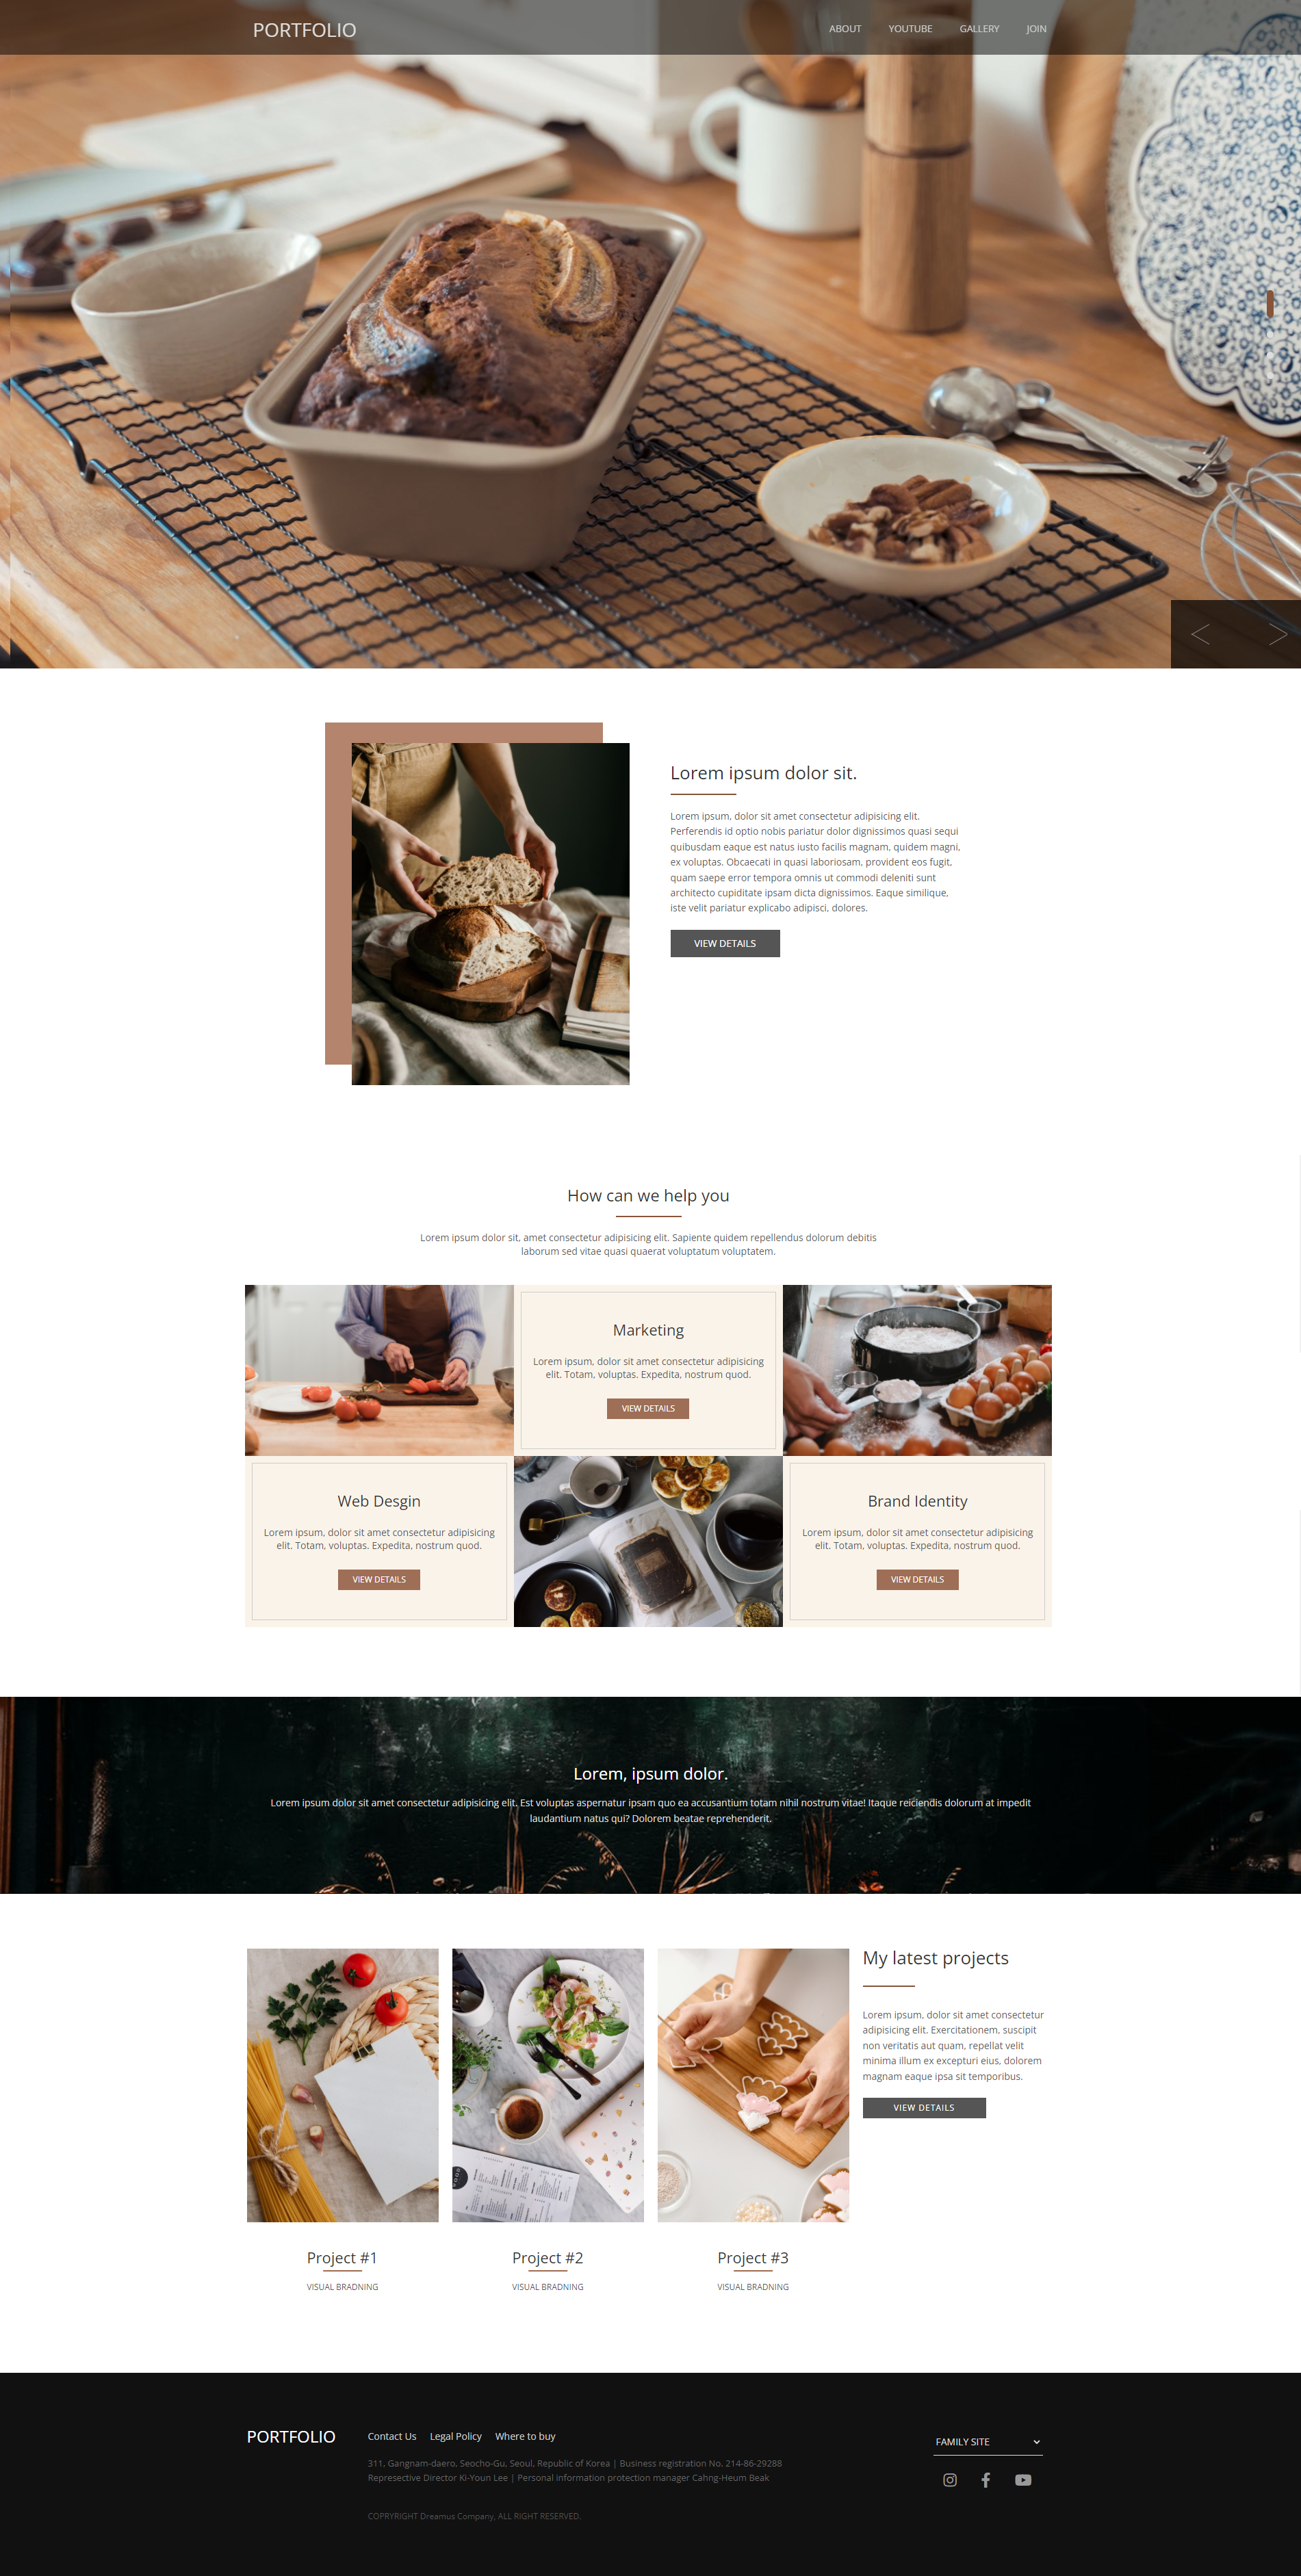 PORTFOLIO
ABOUT YOUTUBE GALLERY JOIN
Lorem ipsum dolor sit.
Lorem ipsum, dolor sit amet consectetur adipisicing elit.
Perferendis id optio nobis pariatur dolor dignissimos quasi sequi
quibusdam eaque est natus iusto facilis magnam, quidem magni,
ex voluptas. Obcaecati in quasi laboriosam, provident eos fugit,
quam saepe error tempora omnis ut commodi deleniti sunt
architecto cupiditate ipsam dicta dignissimos. Eaque similique,
iste velit pariatur explicabo adipisci, dolores.
VIEW DETAILS
How can we help you
Lorem ipsum dolor sit, amet consectetur adipisicing elit. Sapiente quidem repellendus dolorum debitis
laborum sed vitae quasi quaerat voluptatum voluptatem.
Marketing
Lorem ipsum, dolor sit amet consectetur adipisicing
elit. Totam, voluptas. Expedita, nostrum quod.
VIEW DETAILS
Web Desgin
Lorem ipsum, dolor sit amet consectetur adipisicing
elit. Totam, voluptas. Expedita, nostrum quod.
VIEW DETAILS
Brand Identity
Lorem ipsum, dolor sit amet consectetur adipisicing
elit. Totam, voluptas. Expedita, nostrum quod.
VIEW DETAILS
Lorem, ipsum dolor.
Lorem ipsum dolor sit amet consectetur adipisicing elit. Est voluptas aspernatur ipsam quo ea accusantium totam nihil nostrum vitae! Itaque reiciendis dolorum at impedit
laudantium natus qui? Dolorem beatae reprehenderit.
My latest projects
Lorem ipsum, dolor sit amet consectetur
adipisicing elit. Exercitationem, suscipit
non veritatis aut quam, repellat velit
minima illum ex excepturi eius, dolorem
magnam eaque ipsa sit temporibus.
VIEW DETAILS
Project #1
VISUAL BRADNING
Project #2
VISUAL BRADNING
Project #3
VISUAL BRADNING
PORTFOLIO
Contact Us Legal Policy Where to buy
311, Gangnam-daero, Seocho-Gu, Seoul, Republic of Korea | Business registration No. 214-86-29288
Represective Director Ki-Youn Lee | Personal information protection manager Cahng-Heum Beak
COPRYRIGHT Dreamus Company, ALL RIGHT RESERVED.
FAMILY SITE